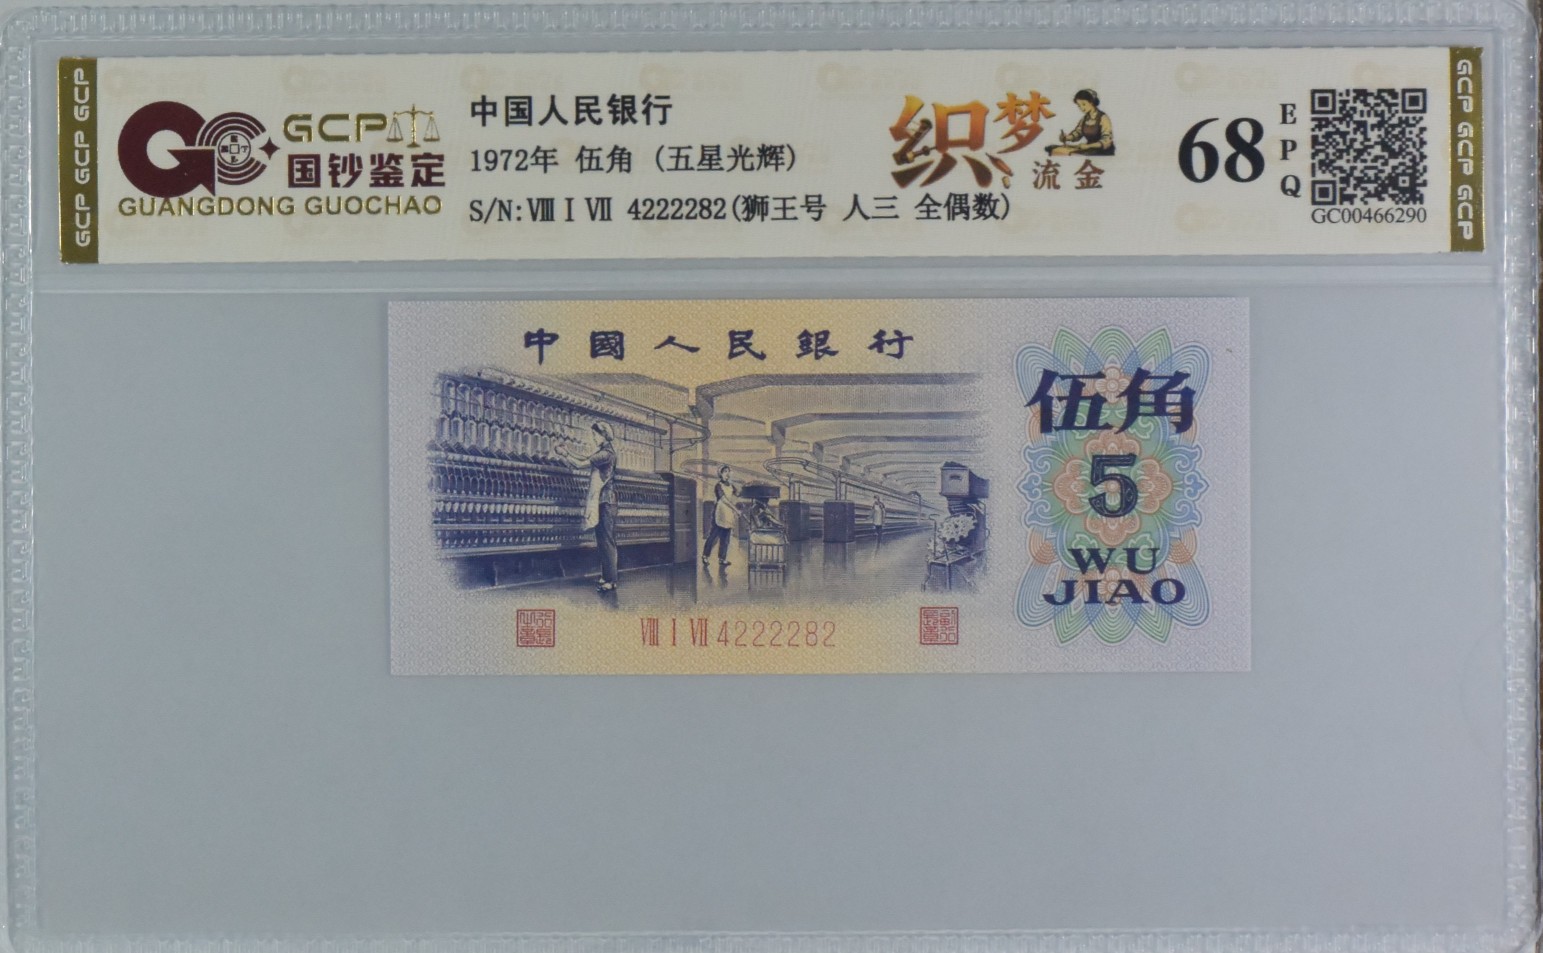 GCP GCP GCP
GCP
国钞鉴定
GUANGDONG GUOCHAO
中国人民银行
1972年 伍角 (五星光辉)
S/N:Ⅷ Ⅰ Ⅶ 4222282(狮王号 人三 全偶数)
织梦
流金
68
EPQ
GC00466290
GCP GCP GCP
中國人民銀行
伍角
5
WU
JIAO
Ⅷ Ⅰ Ⅶ 4222282